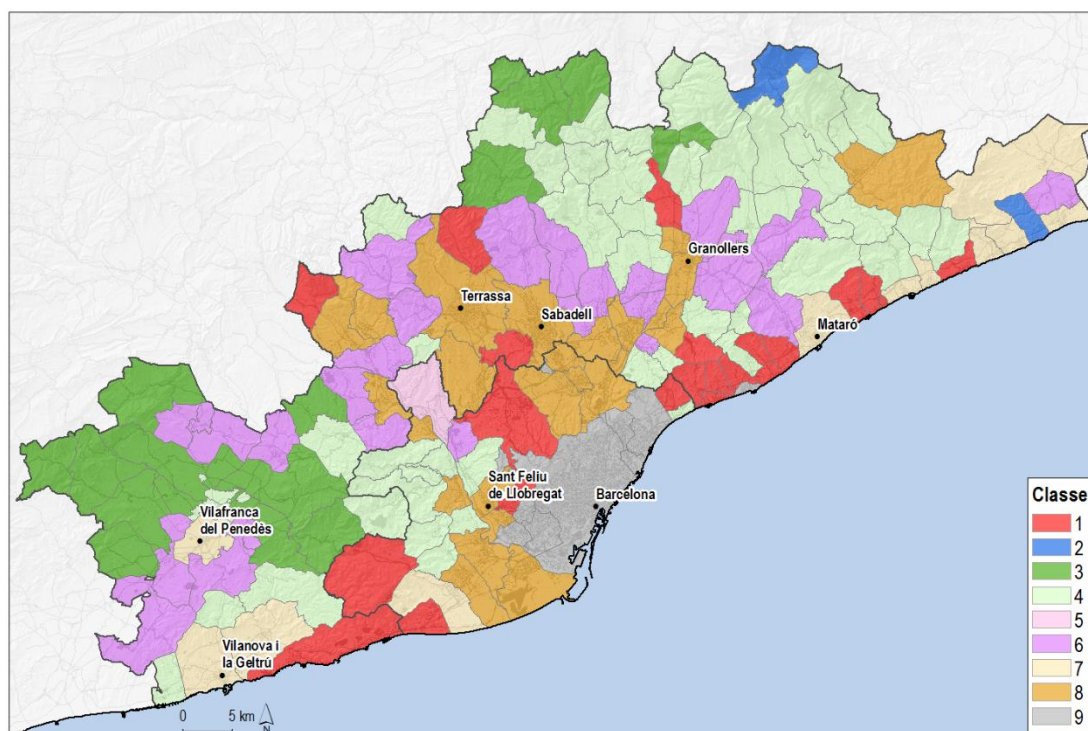 Granollers
Terrassa
Sabadell
Mataró
Sant Feliu
de Llobregat
Barcelona
Vilafranca
del Penedès
Vilanova i
la Geltrú
0 5 km
N
Classe
1
2
3
4
5
6
7
8
9